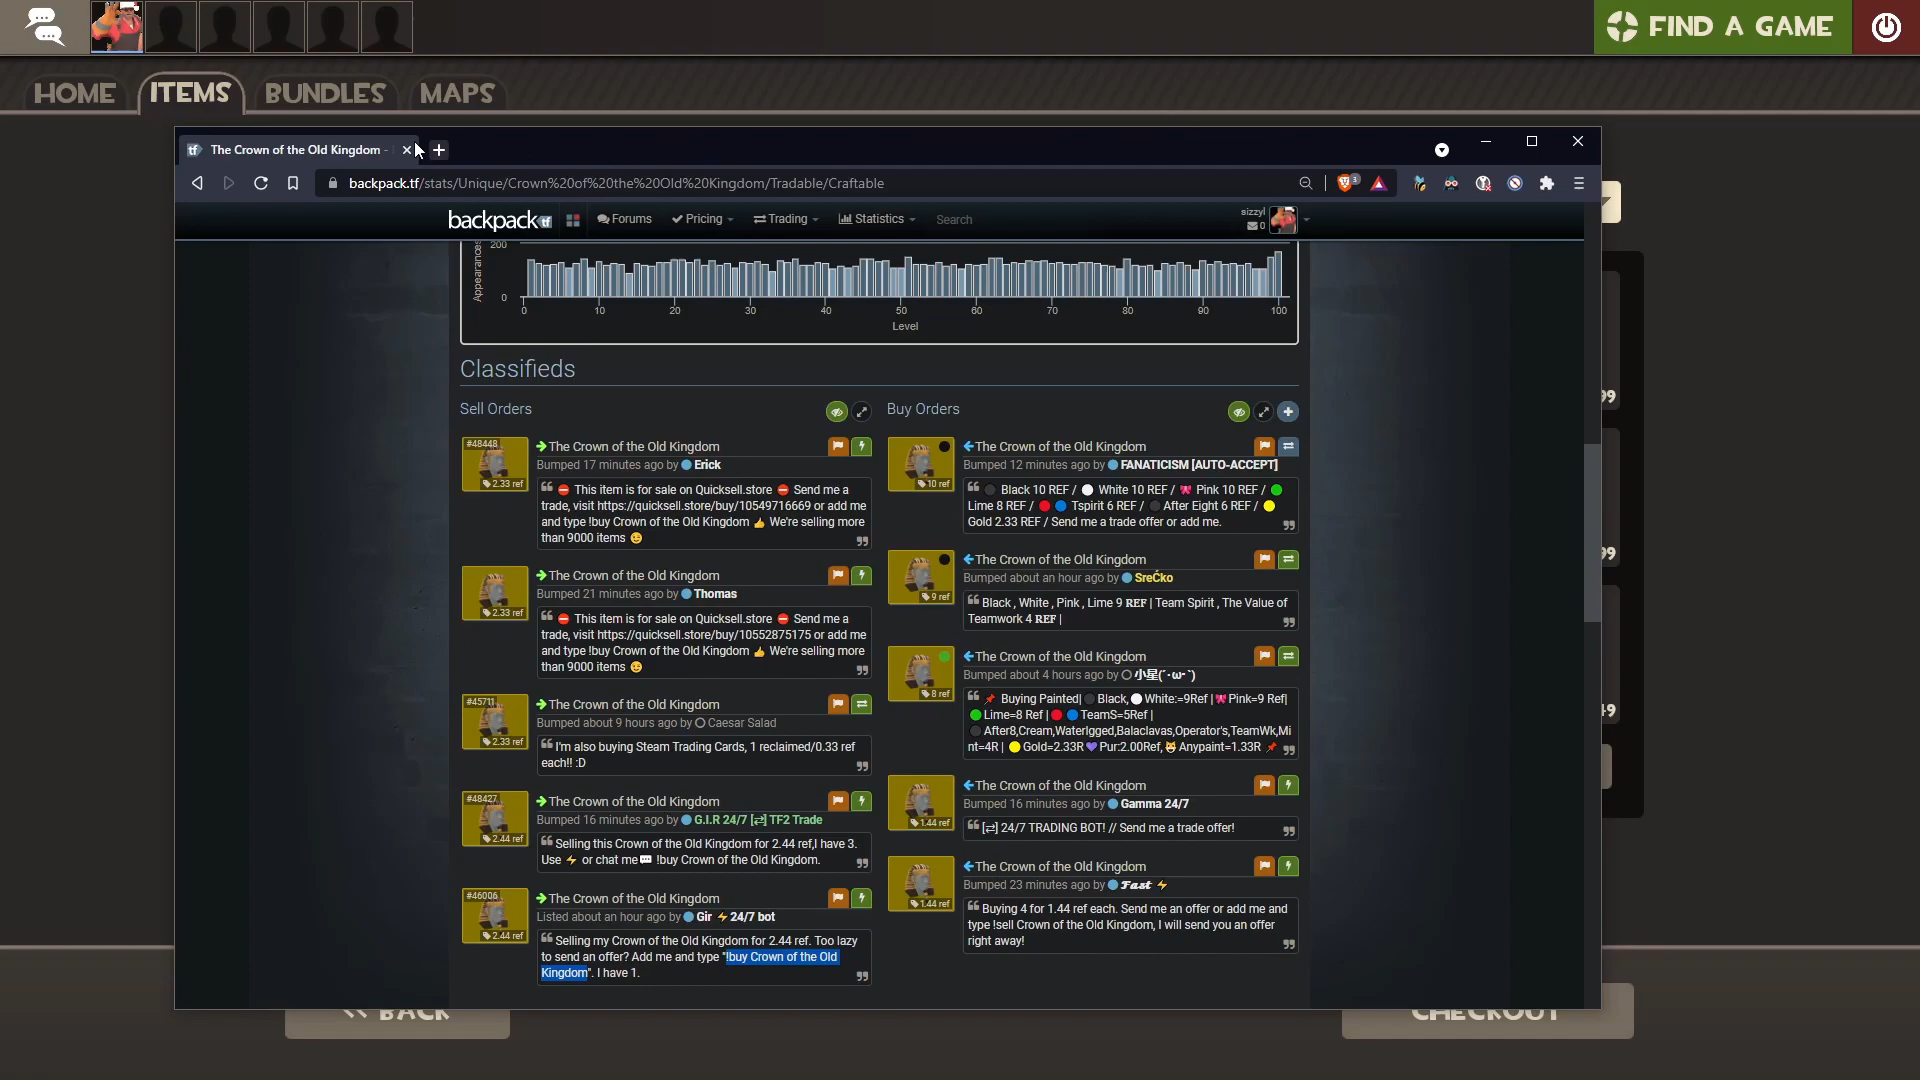 FIND A GAME
HOME
ITEMS
BUNDLES
MAPS
The Crown of the Old Kingdom -
backpack.tf/stats/Unique/Crown%20of%20the%20Old%20Kingdom/Tradable/Craftable
backpack tf
Forums
Pricing
Trading
Statistics
Search
sizzyl
0
Appearances
200
0
0 10 20 30 40 50 60 70 80 90 100
Level
Classifieds
Sell Orders
#48448
2.33 ref
The Crown of the Old Kingdom
Bumped 17 minutes ago by Erick
⛔ This item is for sale on Quicksell.store ⛔ Send me a
trade, visit https://quicksell.store/buy/10549716669 or add me
and type !buy Crown of the Old Kingdom 👍 We're selling more
than 9000 items 😉
2.33 ref
The Crown of the Old Kingdom
Bumped 21 minutes ago by Thomas
⛔ This item is for sale on Quicksell.store ⛔ Send me a
trade, visit https://quicksell.store/buy/10552875175 or add me
and type !buy Crown of the Old Kingdom 👍 We're selling more
than 9000 items 😉
#45711
2.33 ref
The Crown of the Old Kingdom
Bumped about 9 hours ago by Caesar Salad
I'm also buying Steam Trading Cards, 1 reclaimed/0.33 ref
each!! :D
#48427
2.44 ref
The Crown of the Old Kingdom
Bumped 16 minutes ago by G.I.R 24/7 [⇄] TF2 Trade
Selling this Crown of the Old Kingdom for 2.44 ref,I have 3.
Use ⚡ or chat me💬 !buy Crown of the Old Kingdom.
#46006
2.44 ref
The Crown of the Old Kingdom
Listed about an hour ago by Gir ⚡24/7 bot
Selling my Crown of the Old Kingdom for 2.44 ref. Too lazy
to send an offer? Add me and type "!buy Crown of the Old
Kingdom". I have 1.
Buy Orders
10 ref
The Crown of the Old Kingdom
Bumped 12 minutes ago by FANATICISM [AUTO-ACCEPT]
⚫ Black 10 REF / ⚪ White 10 REF / 🎀 Pink 10 REF / 🟢
Lime 8 REF / 🔴 🔵 Tspirit 6 REF / ⚫ After Eight 6 REF / 🟡
Gold 2.33 REF / Send me a trade offer or add me.
9 ref
The Crown of the Old Kingdom
Bumped about an hour ago by SreĆko
Black , White , Pink , Lime 9 REF | Team Spirit , The Value of
Teamwork 4 REF |
8 ref
The Crown of the Old Kingdom
Bumped about 4 hours ago by 小星(´･ω･`)
📌 Buying Painted|⚫Black,⚪White:=9Ref |🎀Pink=9 Ref|
🟢Lime=8 Ref |🔴 🔵 TeamS=5Ref |
⚫After8,Cream,Waterlgged,Balaclavas,Operator's,TeamWk,Mi
nt=4R | 🟡 Gold=2.33R 💜 Pur:2.00Ref, 😸 Anypaint=1.33R 📌
1.44 ref
The Crown of the Old Kingdom
Bumped 16 minutes ago by Gamma 24/7
[⇄] 24/7 TRADING BOT! // Send me a trade offer!
1.44 ref
The Crown of the Old Kingdom
Bumped 23 minutes ago by 𝓕𝓪𝓼𝓽 ⚡
Buying 4 for 1.44 ref each. Send me an offer or add me and
type !sell Crown of the Old Kingdom, I will send you an offer
right away!
99
99
49
<< BACK
CHECKOUT